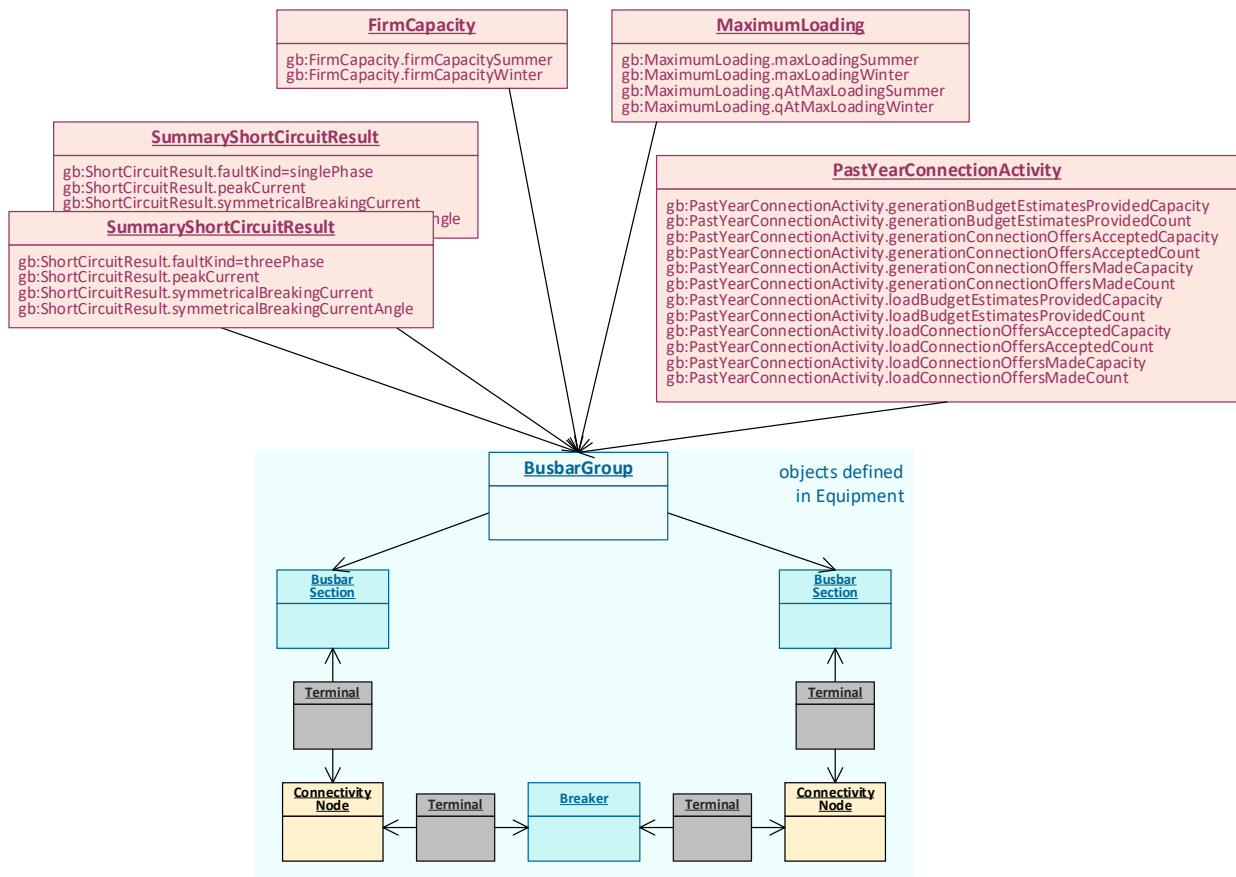 FirmCapacity
gb:FirmCapacity.firmCapacitySummer
gb:FirmCapacity.firmCapacityWinter
MaximumLoading
gb:MaximumLoading.maxLoadingSummer
gb:MaximumLoading.maxLoadingWinter
gb:MaximumLoading.qAtMaxLoadingSummer
gb:MaximumLoading.qAtMaxLoadingWinter
SummaryShortCircuitResult
gb:ShortCircuitResult.faultKind=singlePhase
gb:ShortCircuitResult.peakCurrent
gb:ShortCircuitResult.symmetricalBreakingCurrent
ngle
SummaryShortCircuitResult
gb:ShortCircuitResult.faultKind=threePhase
gb:ShortCircuitResult.peakCurrent
gb:ShortCircuitResult.symmetricalBreakingCurrent
gb:ShortCircuitResult.symmetricalBreakingCurrentAngle
PastYearConnectionActivity
gb:PastYearConnectionActivity.generationBudgetEstimatesProvidedCapacity
gb:PastYearConnectionActivity.generationBudgetEstimatesProvidedCount
gb:PastYearConnectionActivity.generationConnectionOffersAcceptedCapacity
gb:PastYearConnectionActivity.generationConnectionOffersAcceptedCount
gb:PastYearConnectionActivity.generationConnectionOffersMadeCapacity
gb:PastYearConnectionActivity.generationConnectionOffersMadeCount
gb:PastYearConnectionActivity.loadBudgetEstimatesProvidedCapacity
gb:PastYearConnectionActivity.loadBudgetEstimatesProvidedCount
gb:PastYearConnectionActivity.loadConnectionOffersAcceptedCapacity
gb:PastYearConnectionActivity.loadConnectionOffersAcceptedCount
gb:PastYearConnectionActivity.loadConnectionOffersMadeCapacity
gb:PastYearConnectionActivity.loadConnectionOffersMadeCount
BusbarGroup
objects defined
in Equipment
Busbar
Section
Busbar
Section
Terminal
Terminal
Connectivity
Node
Terminal
Breaker
Terminal
Connectivity
Node